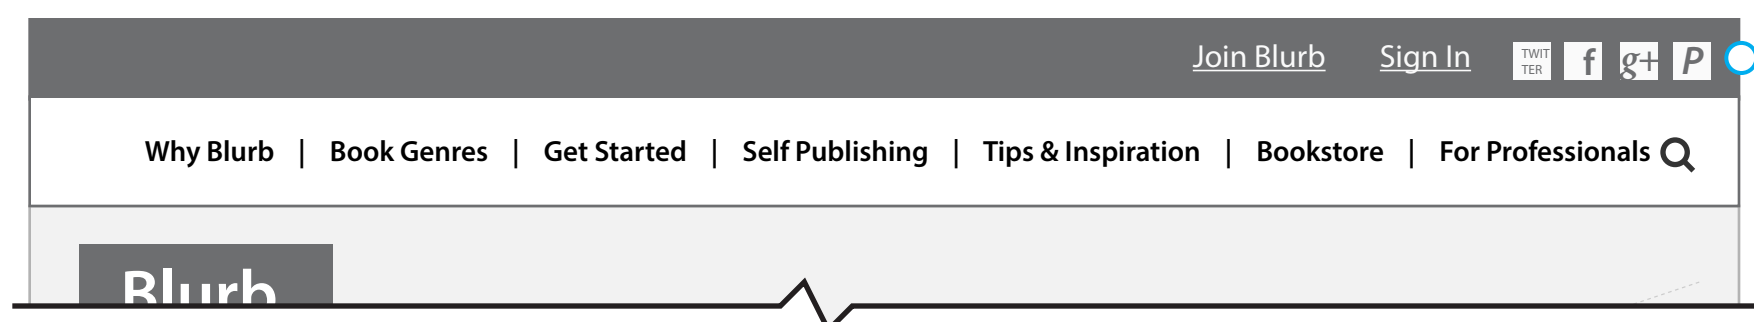 Join Blurb Sign In TWIT TER f g+ P
Why Blurb | Book Genres | Get Started | Self Publishing | Tips & Inspiration | Bookstore | For Professionals
Blurb